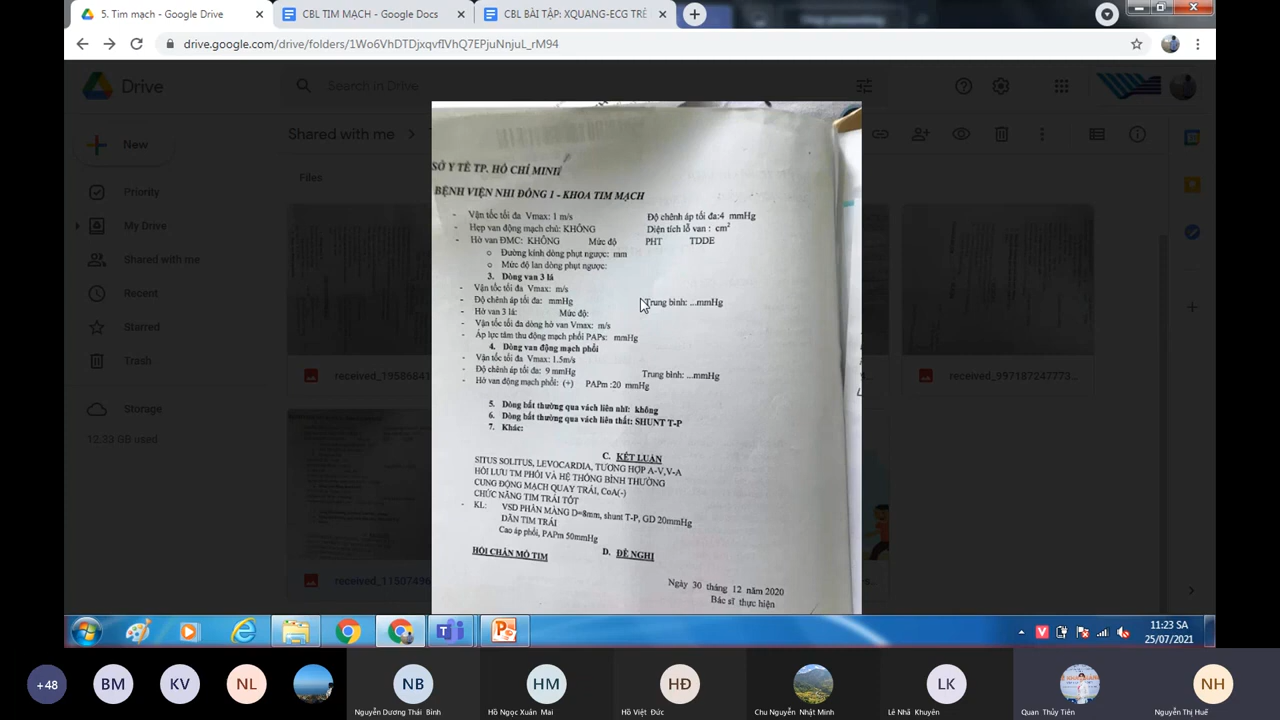 5. Tim mạch - Google Drive
CBL TIM MẠCH - Google Docs
CBL BÀI TẬP: XQUANG-ECG TRẺ
drive.google.com/drive/folders/1Wo6VhDTDjxqvfIVhQ7EPjuNnjuL_rM94
Drive
Search in Drive
New
Shared with me
Files
Priority
My Drive
Shared with me
Recent
Starred
Trash
Storage
12.33 GB used
received_19586841
received_997187247773...
received_11507496
SỞ Y TẾ TP. HỒ CHÍ MINH
BỆNH VIỆN NHI ĐỒNG 1 - KHOA TIM MẠCH
- Vận tốc tối đa Vmax: 1 m/s Độ chênh áp tối đa:4 mmHg
- Hẹp van động mạch chủ: KHÔNG Diện tích lỗ van : cm²
- Hở van ĐMC: KHÔNG Mức độ PHT TDDE
o Đường kính dòng phụt ngược: mm
o Mức độ lan dòng phụt ngược:
3. Dòng van 3 lá
- Vận tốc tối đa Vmax: m/s
- Độ chênh áp tối đa: mmHg Trung bình: ...mmHg
- Hở van 3 lá: Mức độ:
- Vận tốc tối đa dòng hở van Vmax: m/s
- Áp lực tâm thu động mạch phổi PAPs: mmHg
4. Dòng van động mạch phổi
- Vận tốc tối đa Vmax: 1.5m/s
- Độ chênh áp tối đa: 9 mmHg Trung bình: ...mmHg
- Hở van động mạch phổi: (+) PAPm :20 mmHg
5. Dòng bất thường qua vách liên nhĩ: không
6. Dòng bất thường qua vách liên thất: SHUNT T-P
7. Khác:
C. KẾT LUẬN
SITUS SOLITUS, LEVOCARDIA, TƯƠNG HỢP A-V,V-A
HỒI LƯU TM PHỔI VÀ HỆ THỐNG BÌNH THƯỜNG
CUNG ĐỘNG MẠCH QUAY TRÁI, CoA(-)
CHỨC NĂNG TIM TRÁI TỐT
- KL: VSD PHẦN MÀNG D=8mm, shunt T-P, GD 20mmHg
DÃN TIM TRÁI
Cao áp phổi, PAPm 50mmHg
D. ĐỀ NGHỊ
HỘI CHẨN MỔ TIM
Ngày 30 tháng 12 năm 2020
Bác sĩ thực hiện
11:23 SA
25/07/2021
+48
BM
KV
NL
NB
HM
HĐ
LK
NH
Nguyễn Dương Thái Bình
Hồ Ngọc Xuân Mai
Hồ Việt Đức
Chu Nguyễn Nhật Minh
Lê Nhã Khuyên
Quan Thủy Tiên
Nguyễn Thị Huế